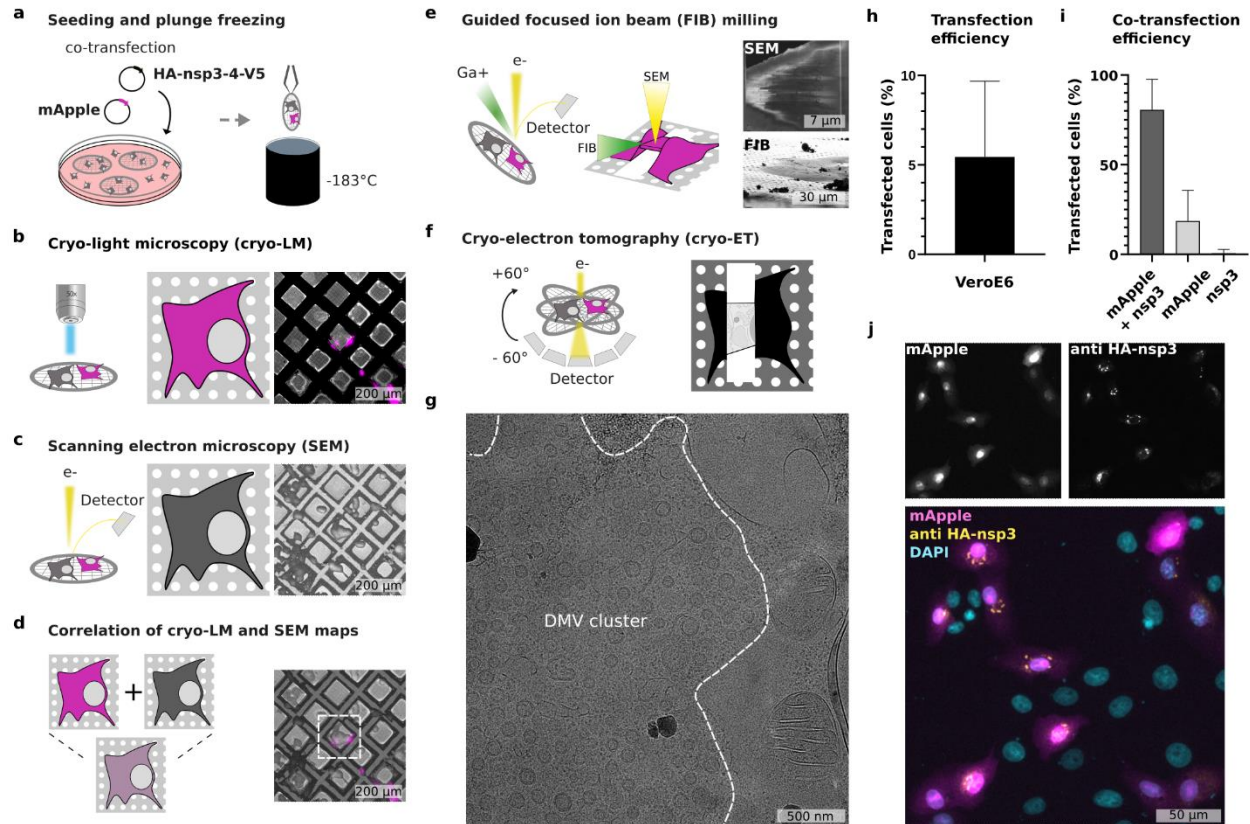 a Seeding and plunge freezing
co-transfection
HA-nsp3-4-V5
mApple
-183°C
b Cryo-light microscopy (cryo-LM)
50x
200 µm
c Scanning electron microscopy (SEM)
e-
Detector
200 µm
d Correlation of cryo-LM and SEM maps
+
200 µm
e Guided focused ion beam (FIB) milling
Ga+
e-
Detector
SEM
FIB
SEM
7 µm
FIB
30 µm
f Cryo-electron tomography (cryo-ET)
+60°
e-
- 60°
Detector
g
DMV cluster
500 nm
h Transfection
efficiency
Transfected cells (%)
10
5
0
VeroE6
i Co-transfection
efficiency
Transfected cells (%)
100
50
0
mApple
+ nsp3
mApple
nsp3
j
mApple
anti HA-nsp3
mApple
anti HA-nsp3
DAPI
50 µm